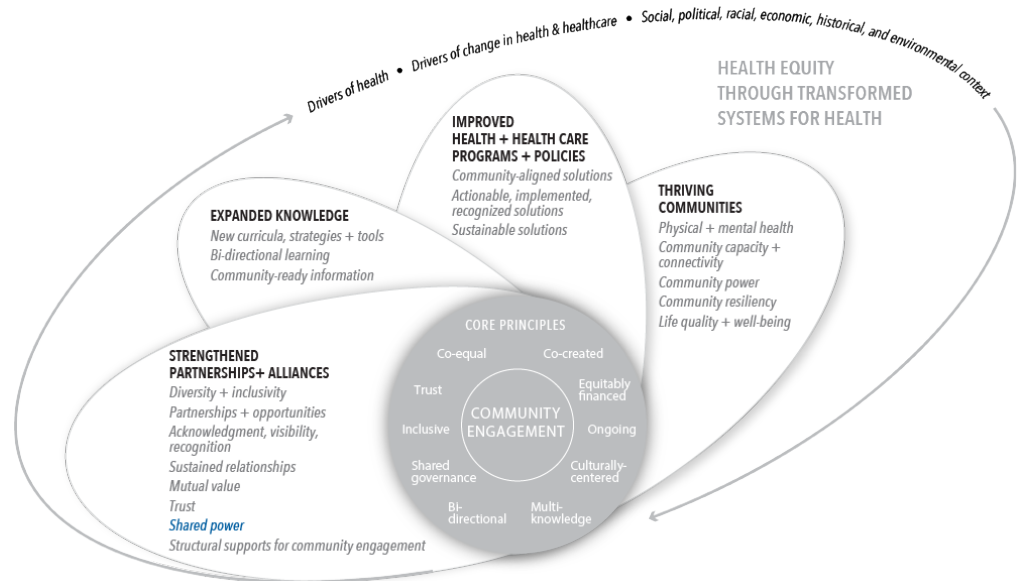 Drivers of health • Drivers of change in health & healthcare • Social, political, racial, economic, historical, and environmental context
HEALTH EQUITY
THROUGH TRANSFORMED
SYSTEMS FOR HEALTH
IMPROVED
HEALTH + HEALTH CARE
PROGRAMS + POLICIES
Community-aligned solutions
Actionable, implemented,
recognized solutions
Sustainable solutions
THRIVING
COMMUNITIES
Physical + mental health
Community capacity +
connectivity
Community power
Community resiliency
Life quality + well-being
EXPANDED KNOWLEDGE
New curricula, strategies + tools
Bi-directional learning
Community-ready information
STRENGTHENED
PARTNERSHIPS+ ALLIANCES
Diversity + inclusivity
Partnerships + opportunities
Acknowledgment, visibility,
recognition
Sustained relationships
Mutual value
Trust
Shared power
Structural supports for community engagement
CORE PRINCIPLES
Co-equal
Co-created
Trust
Equitably
financed
Inclusive
COMMUNITY
ENGAGEMENT
Ongoing
Shared
governance
Culturally-
centered
Bi-
directional
Multi-
knowledge